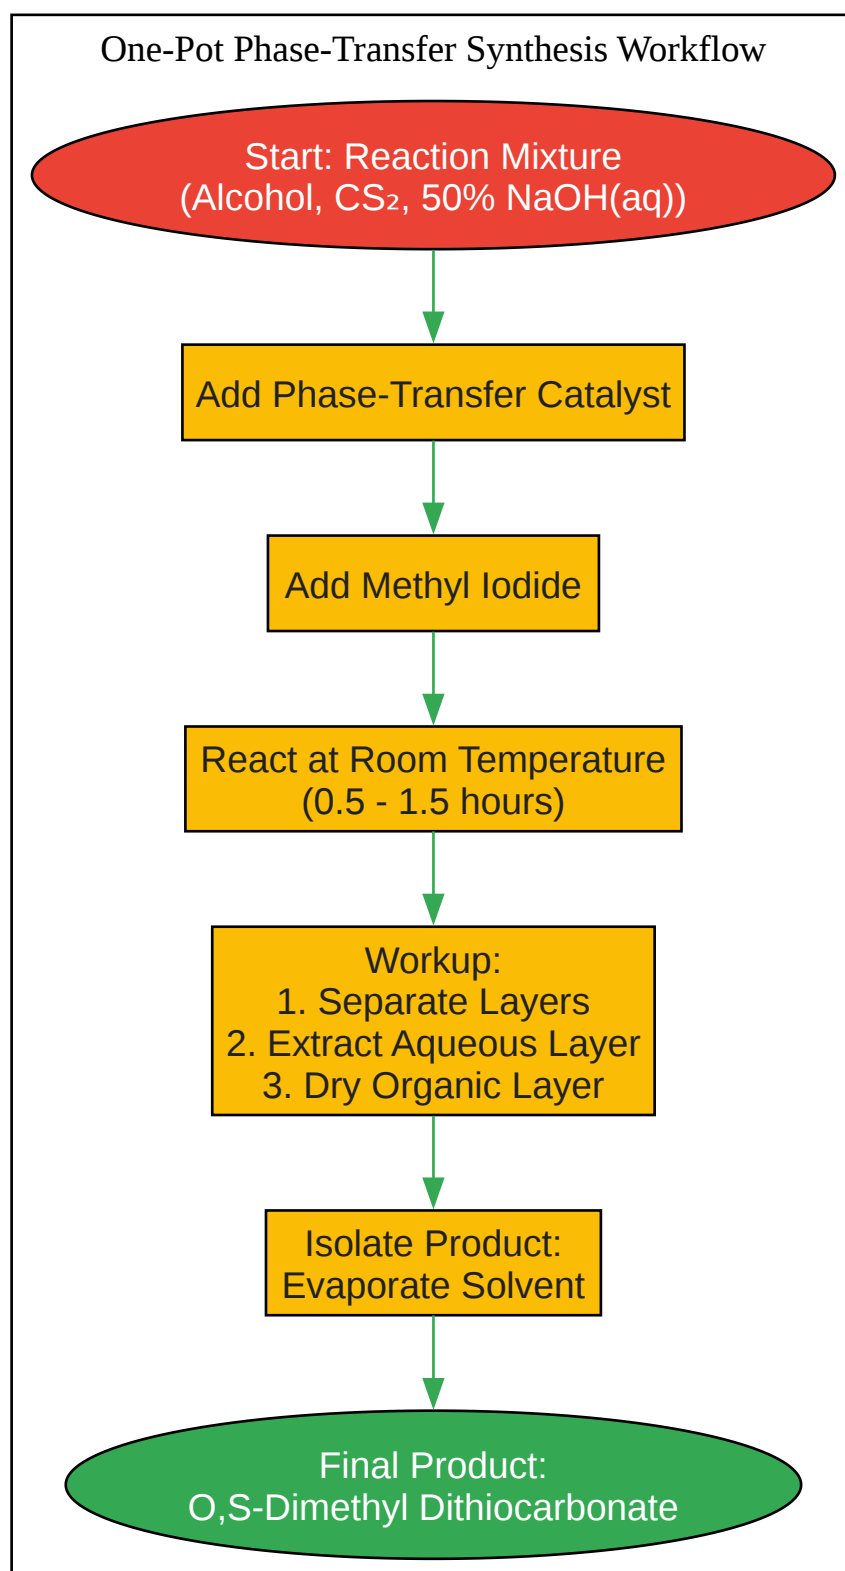 One-Pot Phase-Transfer Synthesis Workflow
Start: Reaction Mixture
(Alcohol, CS₂, 50% NaOH(aq))
Add Phase-Transfer Catalyst
Add Methyl Iodide
React at Room Temperature
(0.5 - 1.5 hours)
Workup:
1. Separate Layers
2. Extract Aqueous Layer
3. Dry Organic Layer
Isolate Product:
Evaporate Solvent
Final Product:
O,S-Dimethyl Dithiocarbonate